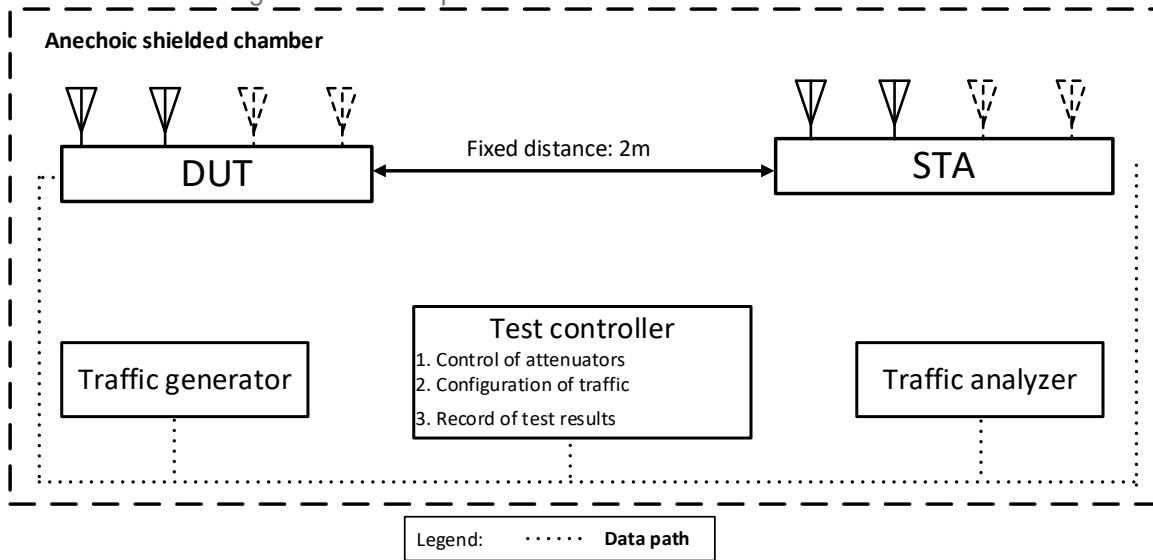 Anechoic shielded chamber
DUT
Fixed distance: 2m
STA
Traffic generator
Test controller
1. Control of attenuators
2. Configuration of traffic
3. Record of test results
Traffic analyzer
Legend: Data path